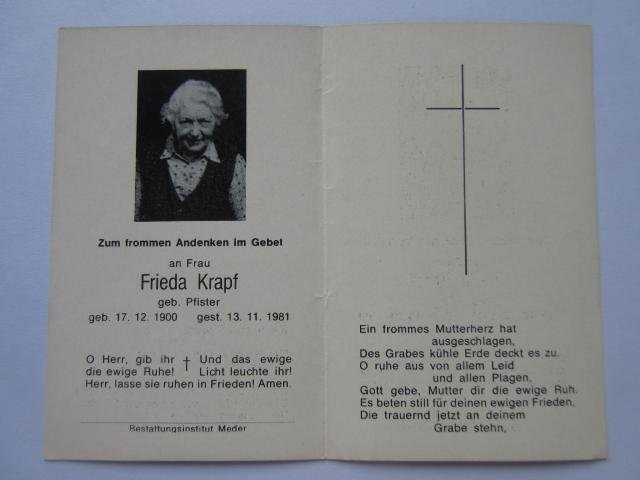 Zum frommen Andenken im Gebet
an Frau
Frieda Krapf
geb. Pfister
geb. 17. 12. 1900 gest. 13. 11. 1981
O Herr, gib ihr † Und das ewige
die ewige Ruhe! Licht leuchte ihr!
Herr, lasse sie ruhen in Frieden! Amen.
Bestattungsinstitut Meder
Ein frommes Mutterherz hat
ausgeschlagen,
Des Grabes kühle Erde deckt es zu.
O ruhe aus von allem Leid
und allen Plagen.
Gott gebe, Mutter dir die ewige Ruh.
Es beten still für deinen ewigen Frieden.
Die trauernd jetzt an deinem
Grabe stehn,